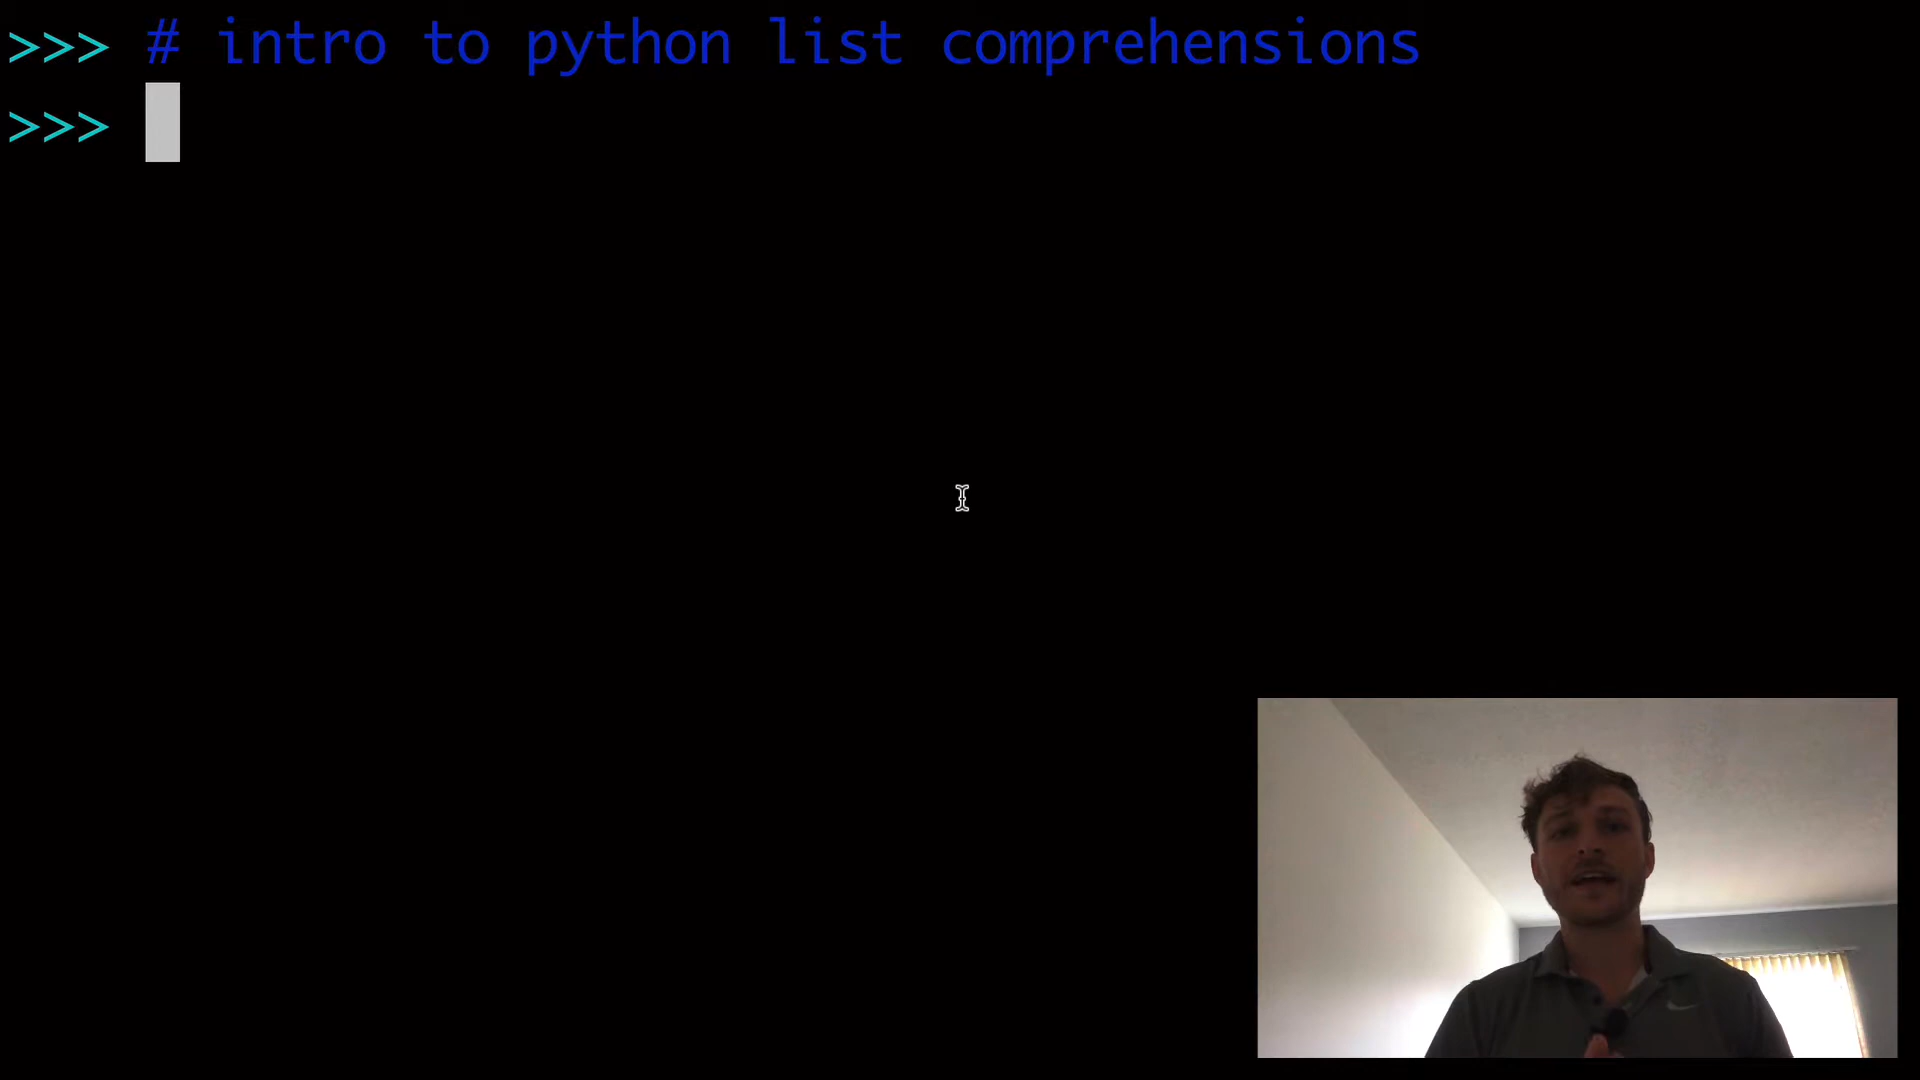 >>> # intro to python list comprehensions
>>>